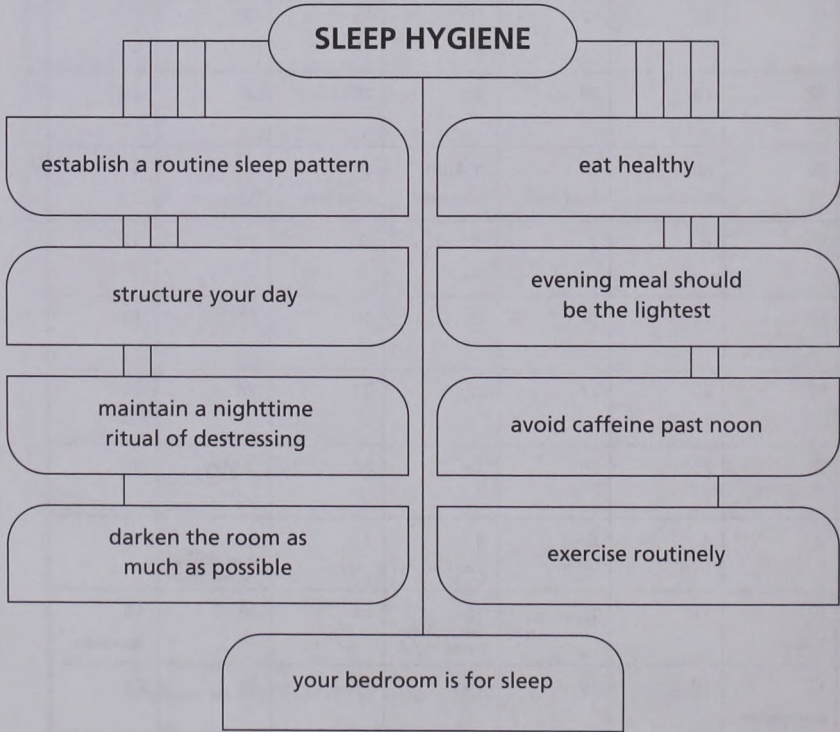 SLEEP HYGIENE
establish a routine sleep pattern
structure your day
maintain a nighttime
ritual of destressing
darken the room as
much as possible
eat healthy
evening meal should
be the lightest
avoid caffeine past noon
exercise routinely
your bedroom is for sleep